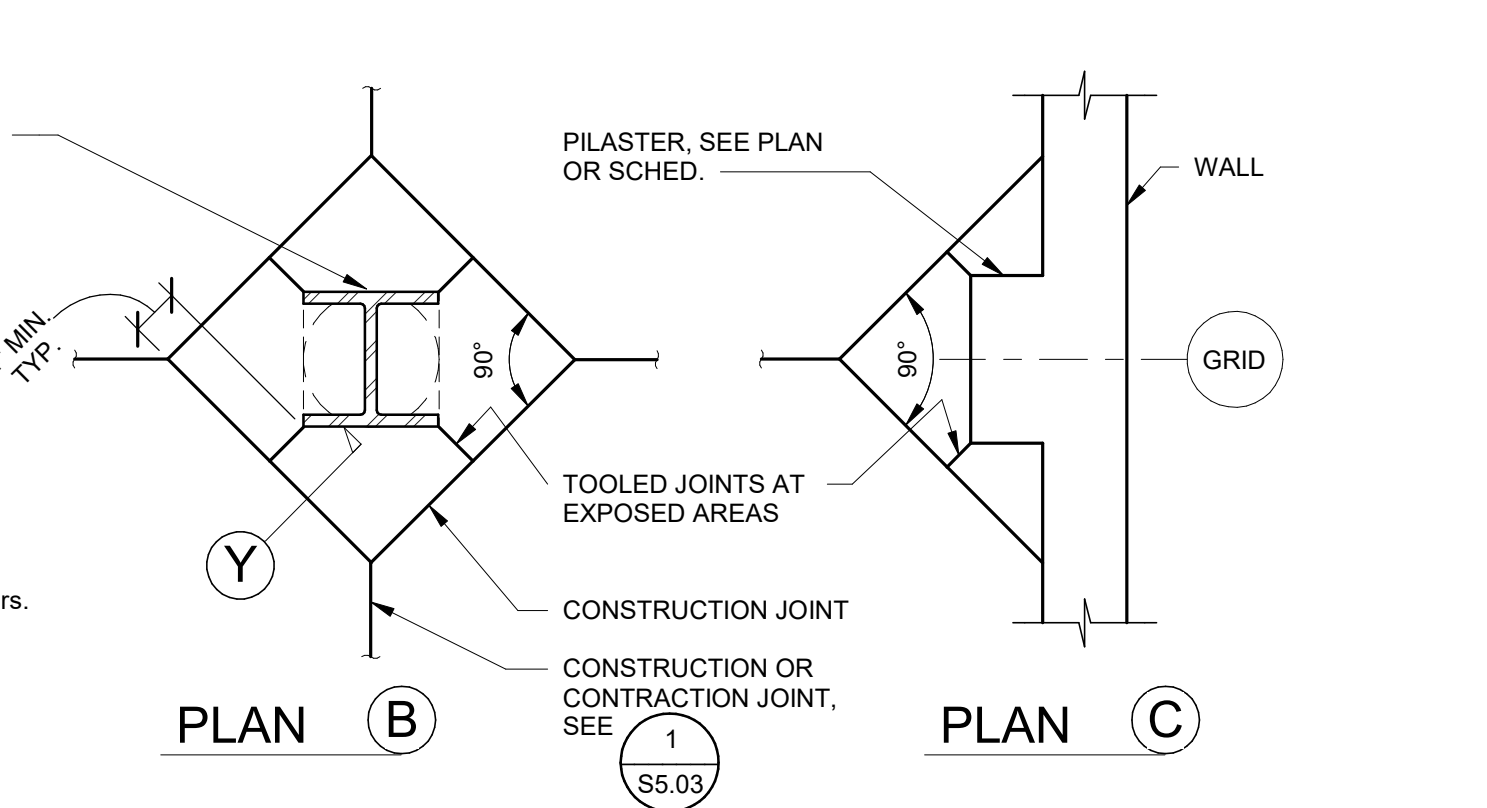 PILASTER, SEE PLAN
OR SCHED.
WALL
MIN.
TYP.
90°
90°
GRID
TOOLED JOINTS AT
EXPOSED AREAS
Y
rs.
CONSTRUCTION JOINT
CONSTRUCTION OR
CONTRACTION JOINT,
SEE
1
S5.03
PLAN B
PLAN C